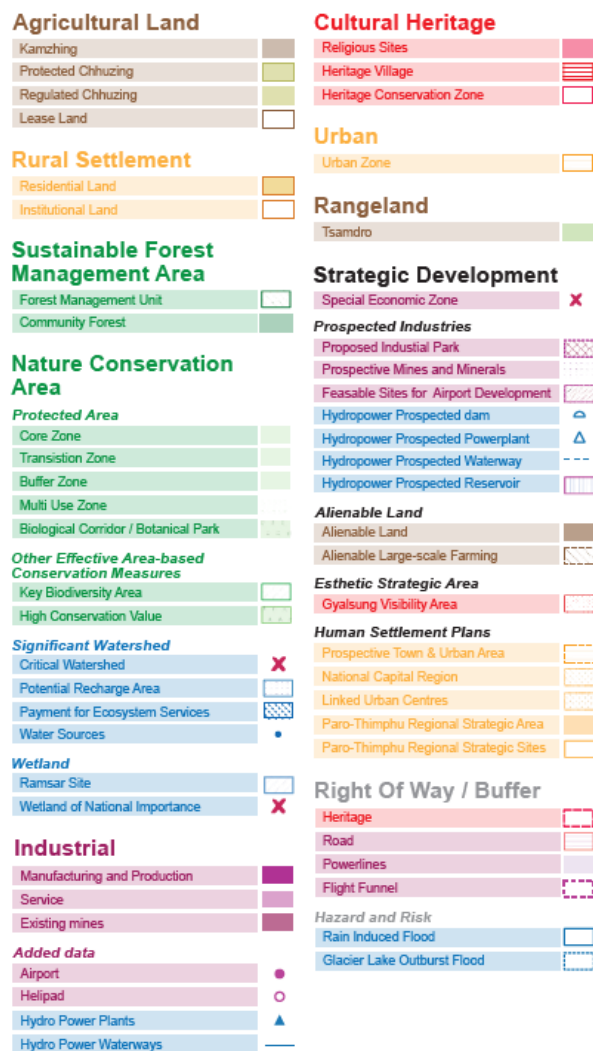 Agricultural Land
Kamzhing
Protected Chhuzing
Regulated Chhuzing
Lease Land
Rural Settlement
Residential Land
Institutional Land
Sustainable Forest
Management Area
Forest Management Unit
Community Forest
Nature Conservation
Area
Protected Area
Core Zone
Transistion Zone
Buffer Zone
Multi Use Zone
Biological Corridor / Botanical Park
Other Effective Area-based
Conservation Measures
Key Biodiversity Area
High Conservation Value
Significant Watershed
Critical Watershed
Potential Recharge Area
Payment for Ecosystem Services
Water Sources
Wetland
Ramsar Site
Wetland of National Importance
Industrial
Manufacturing and Production
Service
Existing mines
Added data
Airport
Helipad
Hydro Power Plants
Hydro Power Waterways
Cultural Heritage
Religious Sites
Heritage Village
Heritage Conservation Zone
Urban
Urban Zone
Rangeland
Tsamdro
Strategic Development
Special Economic Zone
Prospected Industries
Proposed Industial Park
Prospective Mines and Minerals
Feasable Sites for Airport Development
Hydropower Prospected dam
Hydropower Prospected Powerplant
Hydropower Prospected Waterway
Hydropower Prospected Reservoir
Alienable Land
Alienable Land
Alienable Large-scale Farming
Esthetic Strategic Area
Gyalsung Visibility Area
Human Settlement Plans
Prospective Town & Urban Area
National Capital Region
Linked Urban Centres
Paro-Thimphu Regional Strategic Area
Paro-Thimphu Regional Strategic Sites
Right Of Way / Buffer
Heritage
Road
Powerlines
Flight Funnel
Hazard and Risk
Rain Induced Flood
Glacier Lake Outburst Flood